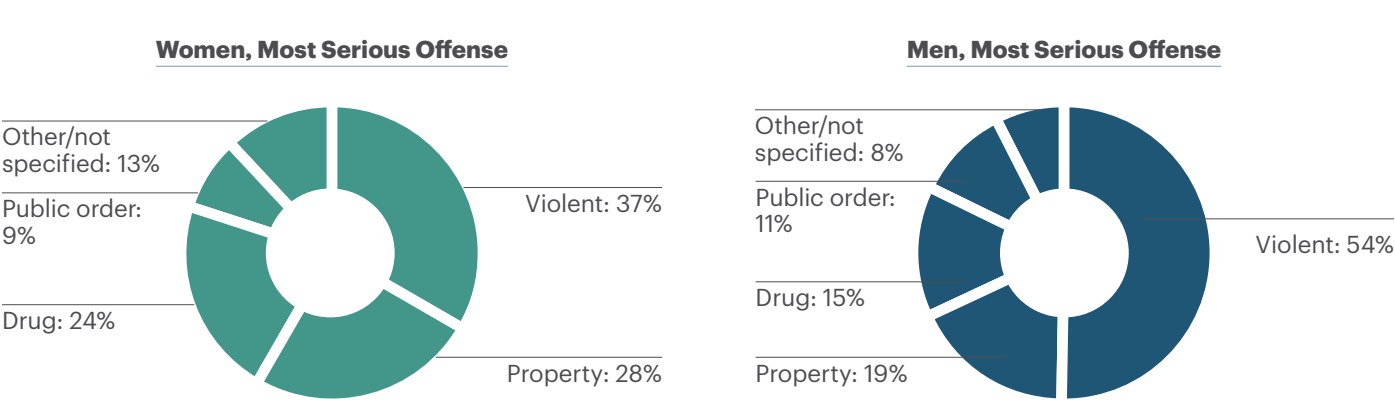 Women, Most Serious Offense
Other/not
specified: 13%
Public order:
9%
Drug: 24%
Violent: 37%
Property: 28%
Men, Most Serious Offense
Other/not
specified: 8%
Public order:
11%
Drug: 15%
Property: 19%
Violent: 54%